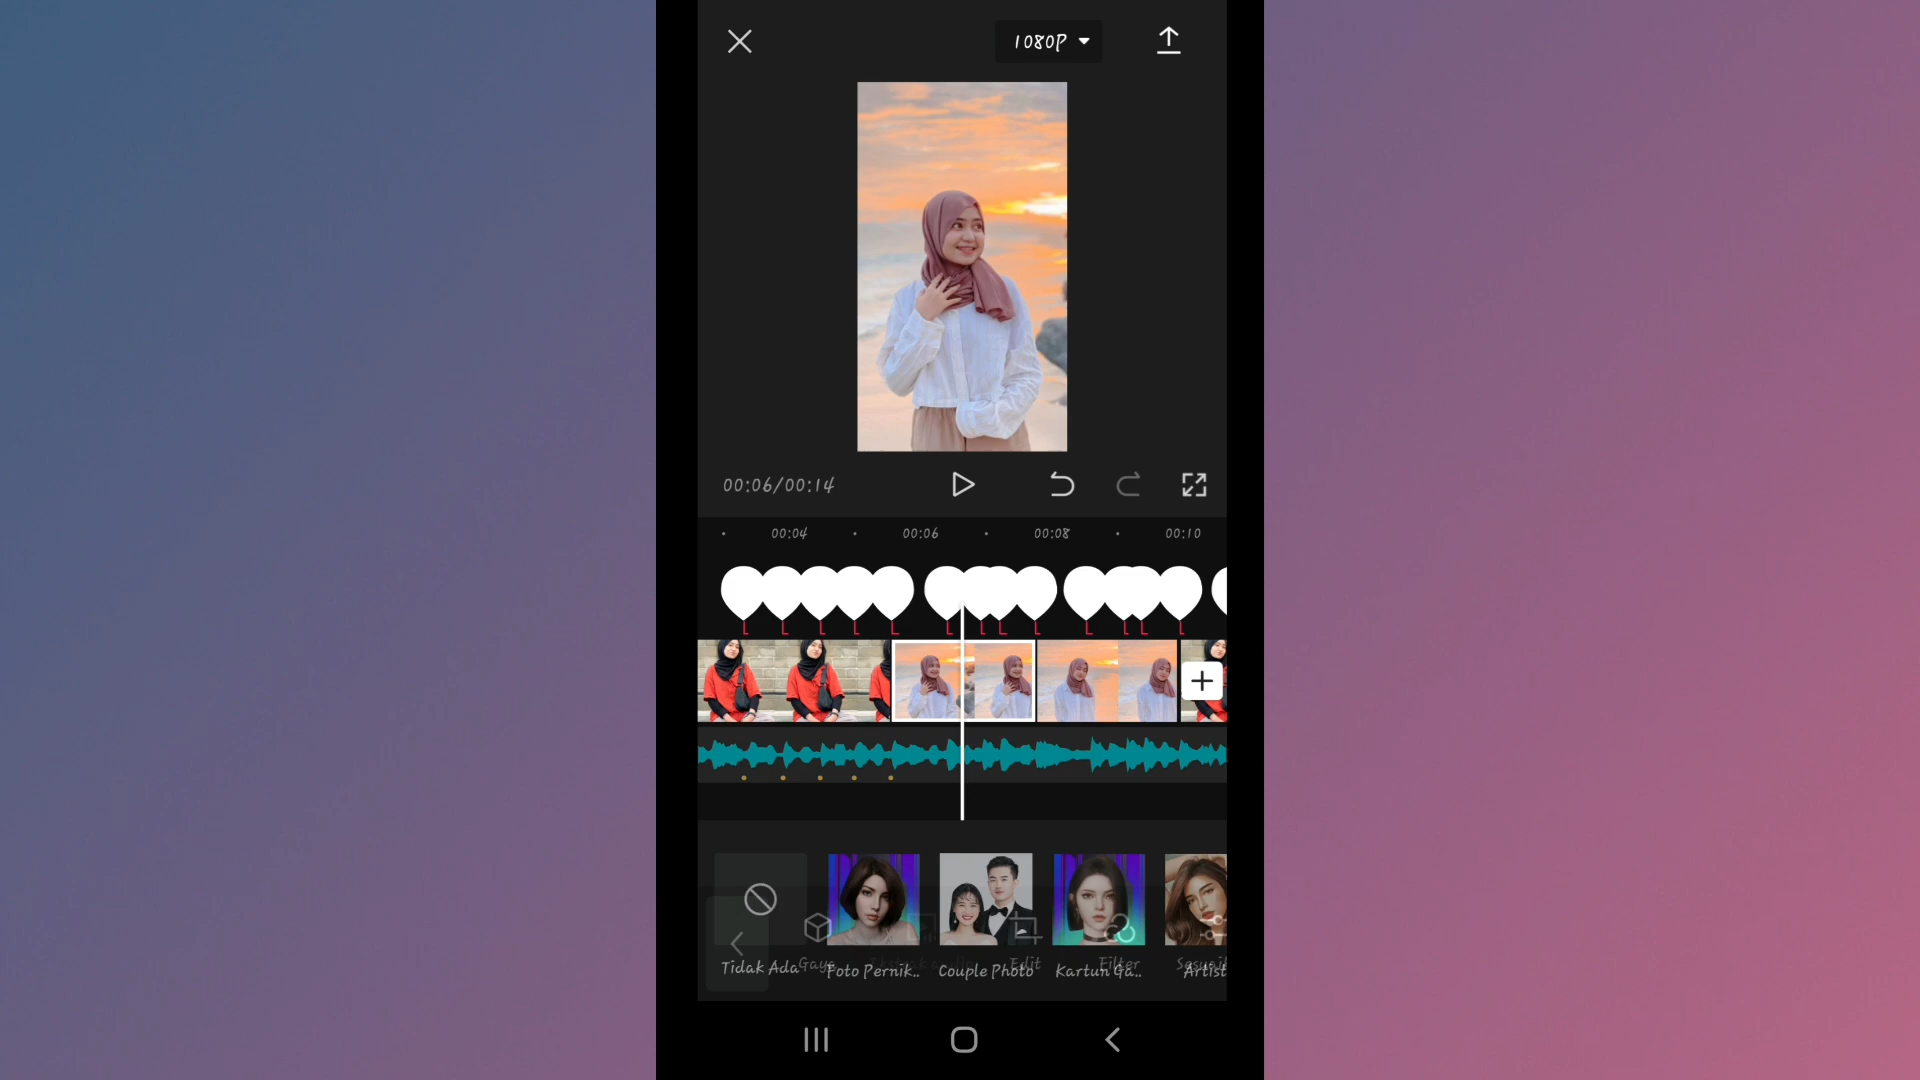 1080P
00:06/00:14
00:04 00:06 00:08 00:10
Gaya Edit Filter
Tidak Ada Foto Pernik.. Couple Photo Kartun Ga.. Artist